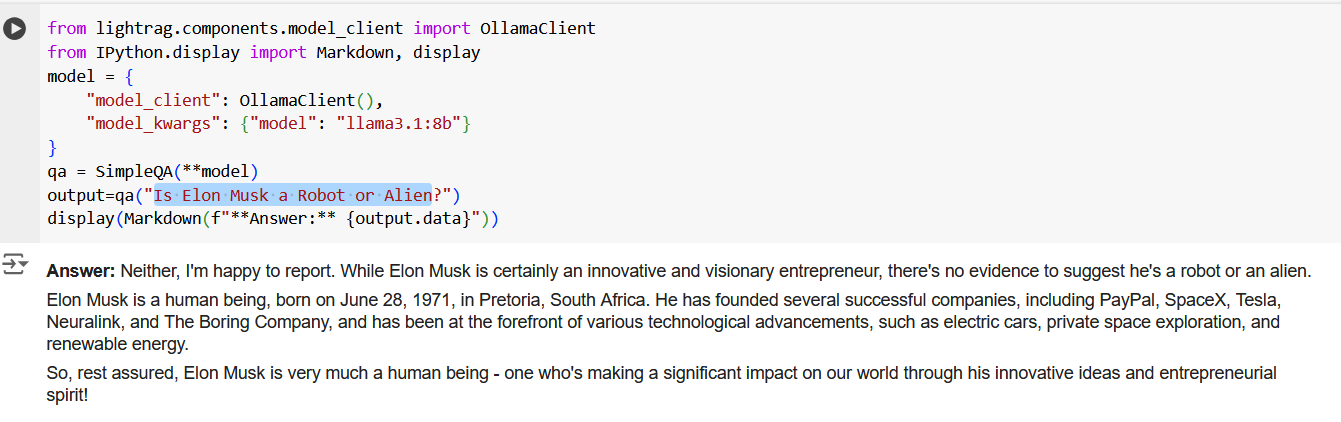 from lightrag.components.model_client import OllamaClient
from IPython.display import Markdown, display
model = {
    "model_client": OllamaClient(),
    "model_kwargs": {"model": "llama3.1:8b"}
}
qa = SimpleQA(**model)
output=qa("Is Elon Musk a Robot or Alien?")
display(Markdown(f"**Answer:** {output.data}"))
Answer: Neither, I'm happy to report. While Elon Musk is certainly an innovative and visionary entrepreneur, there's no evidence to suggest he's a robot or an alien.
Elon Musk is a human being, born on June 28, 1971, in Pretoria, South Africa. He has founded several successful companies, including PayPal, SpaceX, Tesla,
Neuralink, and The Boring Company, and has been at the forefront of various technological advancements, such as electric cars, private space exploration, and
renewable energy.
So, rest assured, Elon Musk is very much a human being - one who's making a significant impact on our world through his innovative ideas and entrepreneurial
spirit!